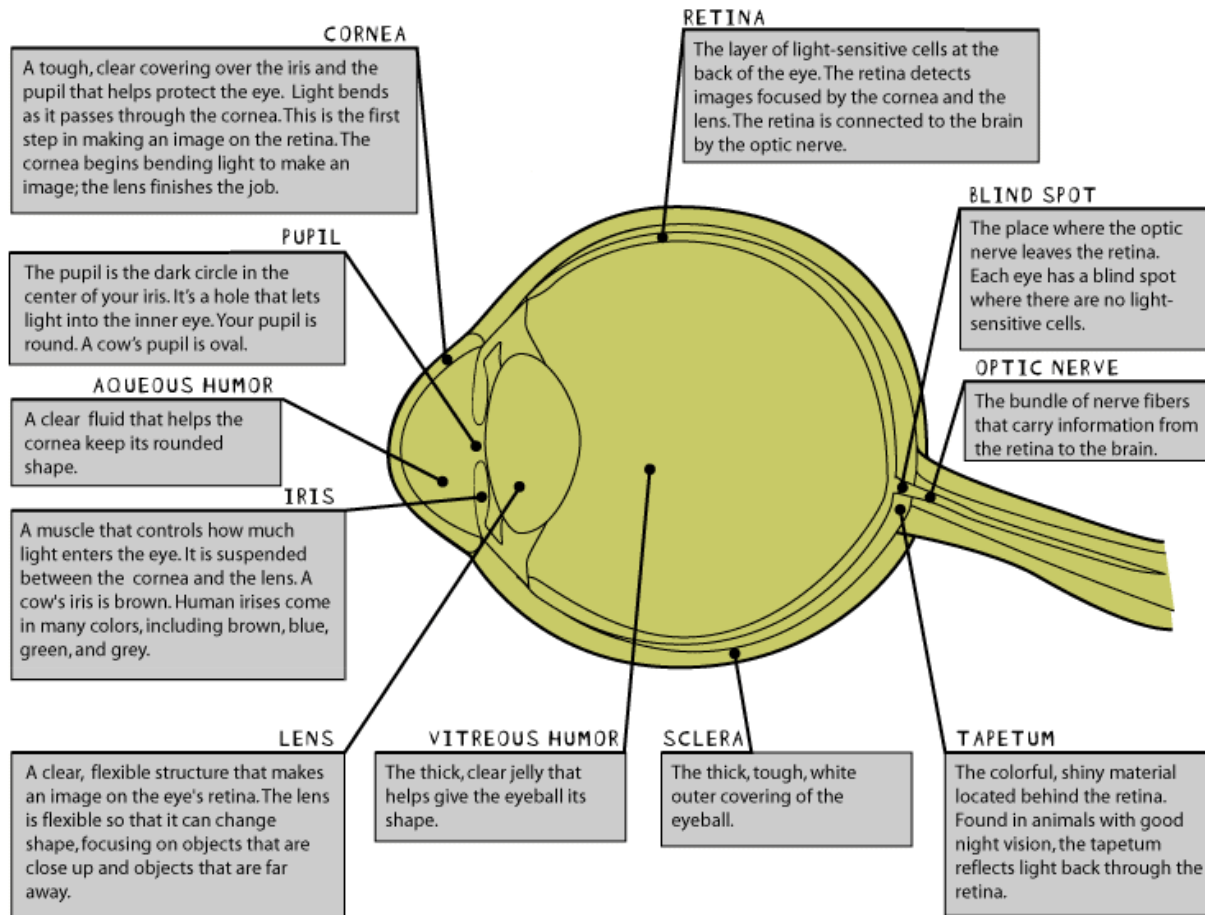 CORNEA
A tough, clear covering over the iris and the
pupil that helps protect the eye. Light bends
as it passes through the cornea. This is the first
step in making an image on the retina. The
cornea begins bending light to make an
image; the lens finishes the job.
RETINA
The layer of light-sensitive cells at the
back of the eye. The retina detects
images focused by the cornea and the
lens. The retina is connected to the brain
by the optic nerve.
PUPIL
The pupil is the dark circle in the
center of your iris. It's a hole that lets
light into the inner eye. Your pupil is
round. A cow's pupil is oval.
BLIND SPOT
The place where the optic
nerve leaves the retina.
Each eye has a blind spot
where there are no light-
sensitive cells.
AQUEOUS HUMOR
A clear fluid that helps the
cornea keep its rounded
shape.
OPTIC NERVE
The bundle of nerve fibers
that carry information from
the retina to the brain.
IRIS
A muscle that controls how much
light enters the eye. It is suspended
between the cornea and the lens. A
cow's iris is brown. Human irises come
in many colors, including brown, blue,
green, and grey.
LENS
A clear, flexible structure that makes
an image on the eye's retina. The lens
is flexible so that it can change
shape, focusing on objects that are
close up and objects that are far
away.
VITREOUS HUMOR
The thick, clear jelly that
helps give the eyeball its
shape.
SCLERA
The thick, tough, white
outer covering of the
eyeball.
TAPETUM
The colorful, shiny material
located behind the retina.
Found in animals with good
night vision, the tapetum
reflects light back through the
retina.